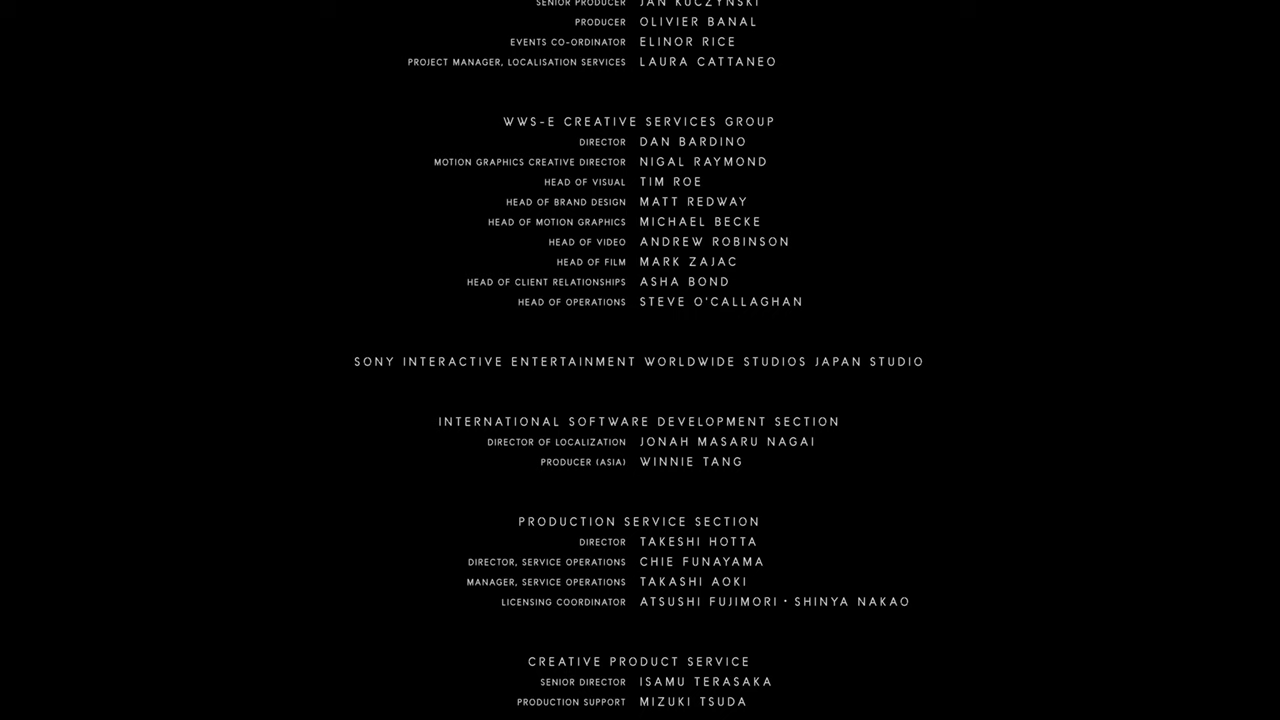 SENIOR PRODUCER JAN KUCZYNSKI
PRODUCER OLIVIER BANAL
EVENTS CO-ORDINATOR ELINOR RICE
PROJECT MANAGER, LOCALISATION SERVICES LAURA CATTANEO
WWS-E CREATIVE SERVICES GROUP
DIRECTOR DAN BARDINO
MOTION GRAPHICS CREATIVE DIRECTOR NIGAL RAYMOND
HEAD OF VISUAL TIM ROE
HEAD OF BRAND DESIGN MATT REDWAY
HEAD OF MOTION GRAPHICS MICHAEL BECKE
HEAD OF VIDEO ANDREW ROBINSON
HEAD OF FILM MARK ZAJAC
HEAD OF CLIENT RELATIONSHIPS ASHA BOND
HEAD OF OPERATIONS STEVE O'CALLAGHAN
SONY INTERACTIVE ENTERTAINMENT WORLDWIDE STUDIOS JAPAN STUDIO
INTERNATIONAL SOFTWARE DEVELOPMENT SECTION
DIRECTOR OF LOCALIZATION JONAH MASARU NAGAI
PRODUCER (ASIA) WINNIE TANG
PRODUCTION SERVICE SECTION
DIRECTOR TAKESHI HOTTA
DIRECTOR, SERVICE OPERATIONS CHIE FUNAYAMA
MANAGER, SERVICE OPERATIONS TAKASHI AOKI
LICENSING COORDINATOR ATSUSHI FUJIMORI・SHINYA NAKAO
CREATIVE PRODUCT SERVICE
SENIOR DIRECTOR ISAMU TERASAKA
PRODUCTION SUPPORT MIZUKI TSUDA